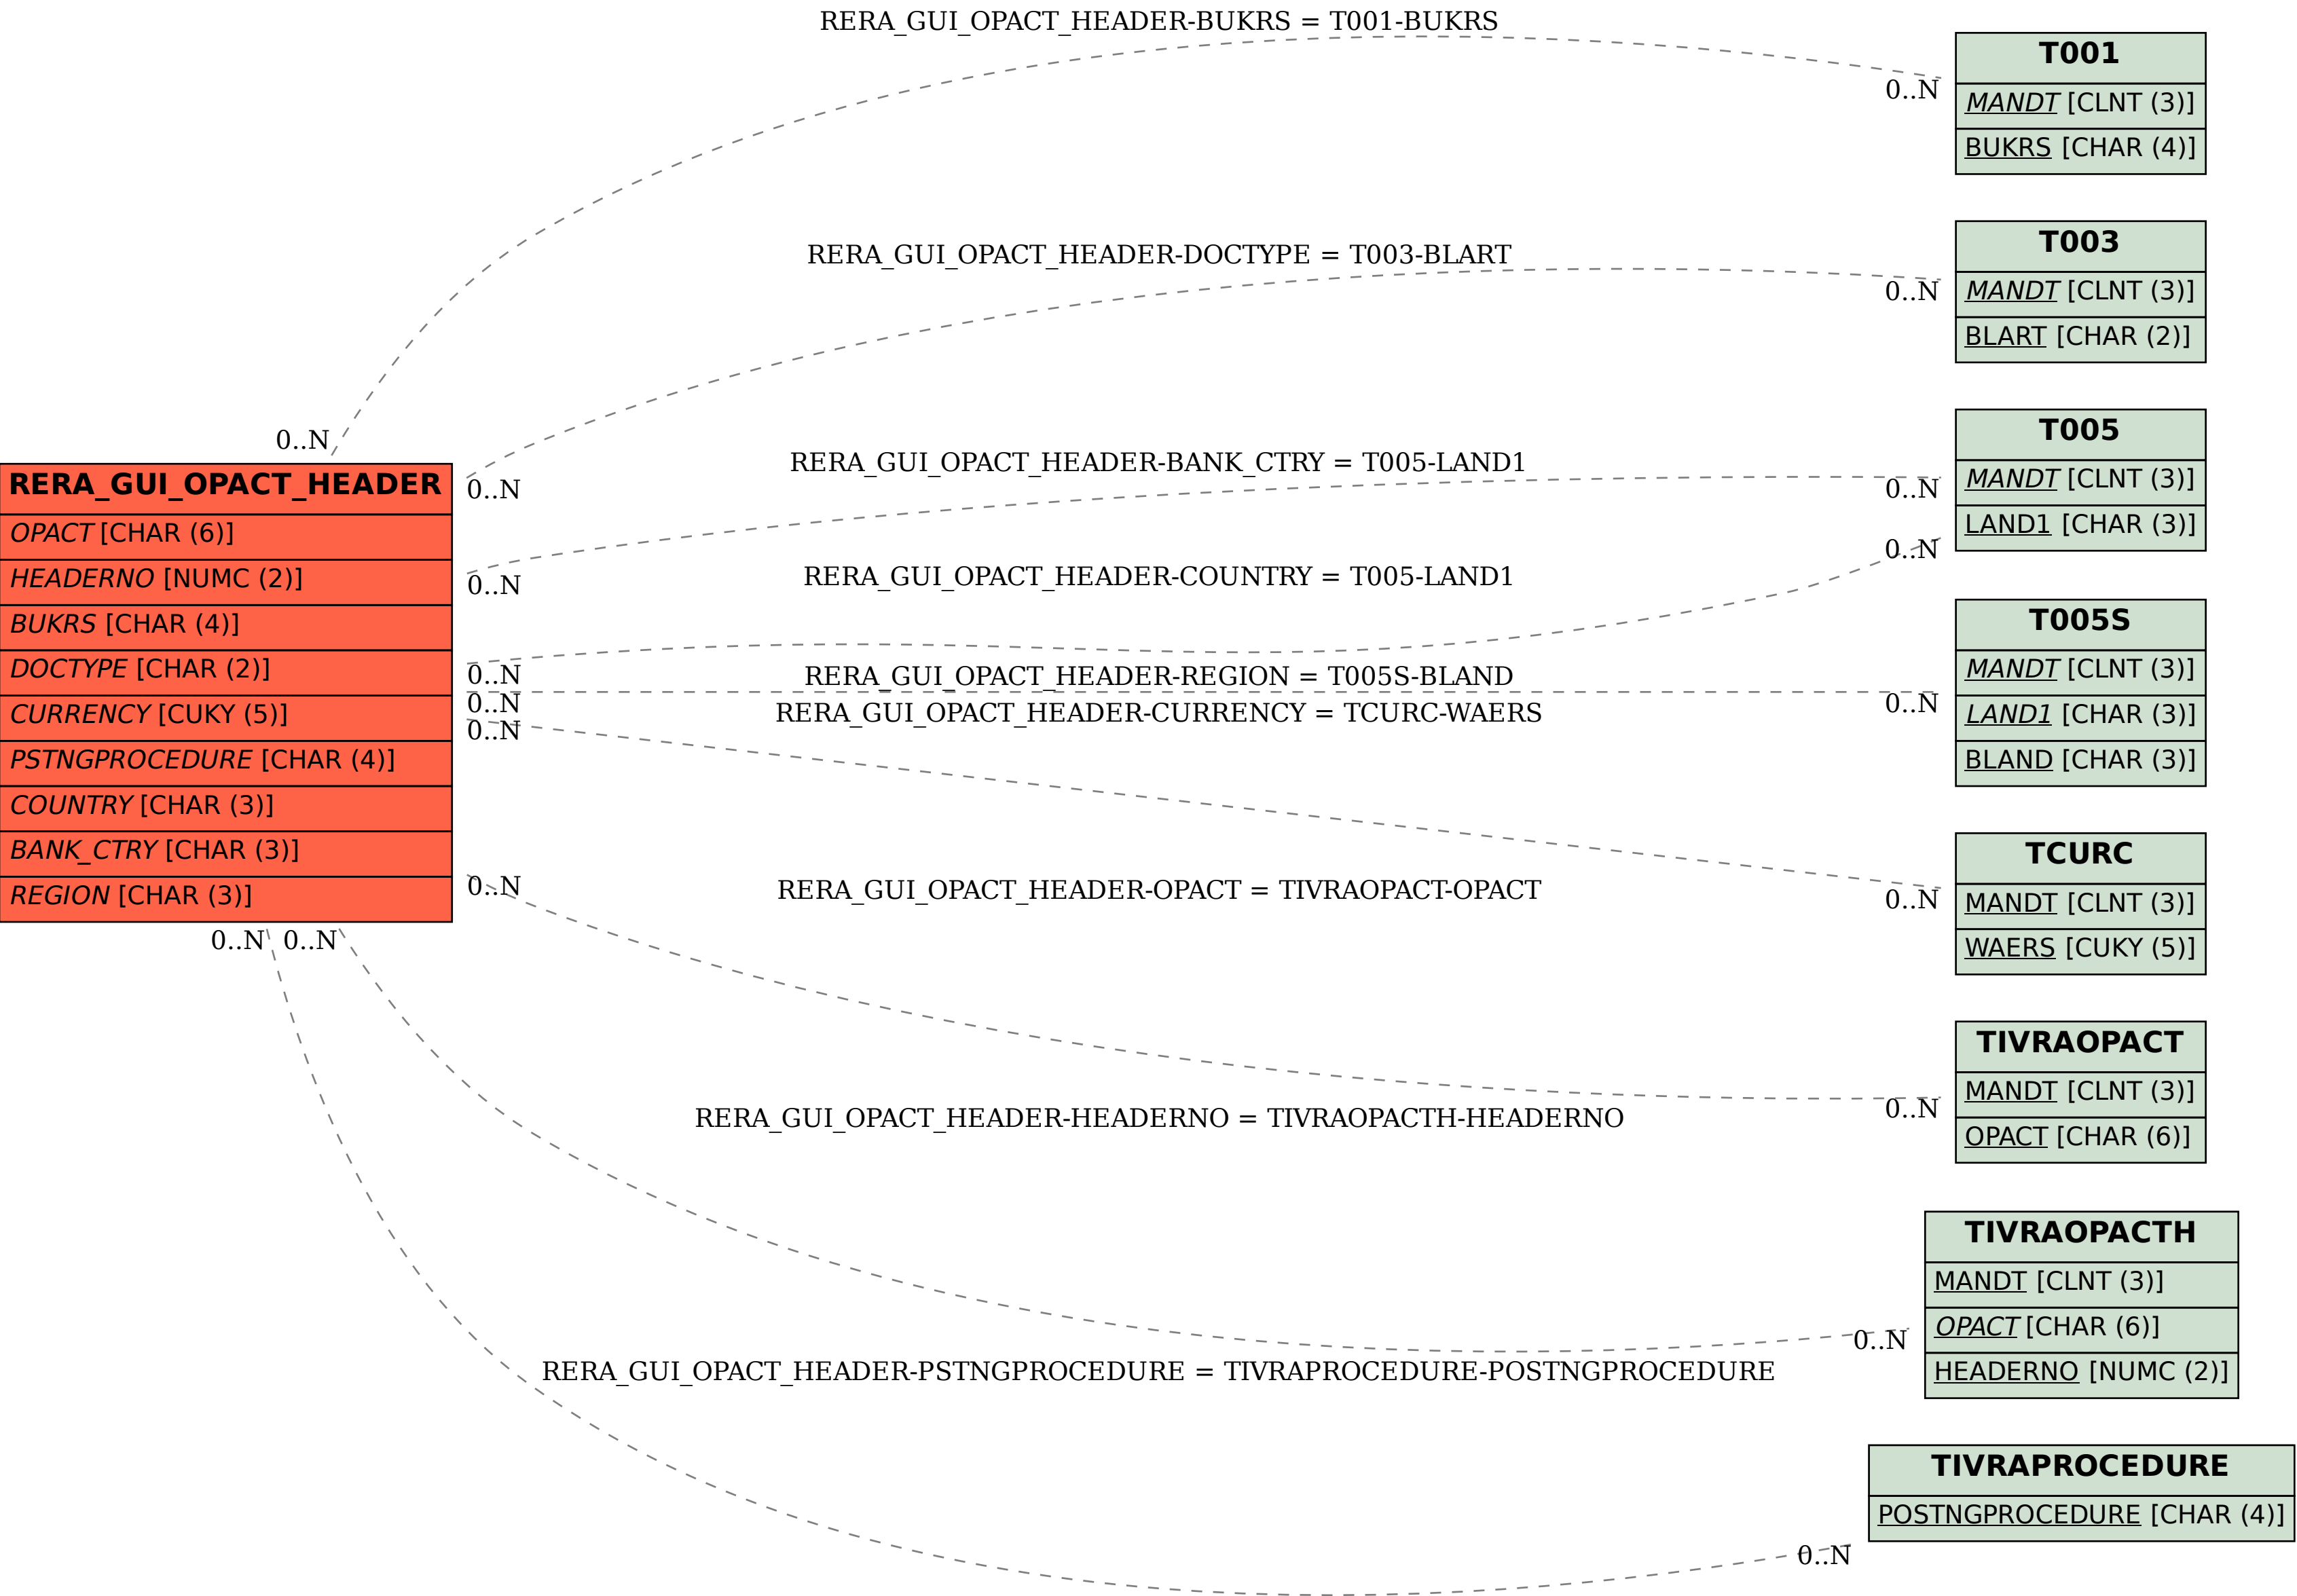 RERA_GUI_OPACT_HEADER-BUKRS = T001-BUKRS
0..N
0..N
T001
MANDT [CLNT (3)]
BUKRS [CHAR (4)]
RERA_GUI_OPACT_HEADER-DOCTYPE = T003-BLART
0..N
0..N
T003
MANDT [CLNT (3)]
BLART [CHAR (2)]
RERA_GUI_OPACT_HEADER-BANK_CTRY = T005-LAND1
0..N
0..N
T005
MANDT [CLNT (3)]
LAND1 [CHAR (3)]
RERA_GUI_OPACT_HEADER-COUNTRY = T005-LAND1
0..N
0..N
RERA_GUI_OPACT_HEADER
OPACT [CHAR (6)]
HEADERNO [NUMC (2)]
BUKRS [CHAR (4)]
DOCTYPE [CHAR (2)]
CURRENCY [CUKY (5)]
PSTNGPROCEDURE [CHAR (4)]
COUNTRY [CHAR (3)]
BANK_CTRY [CHAR (3)]
REGION [CHAR (3)]
RERA_GUI_OPACT_HEADER-REGION = T005S-BLAND
0..N
0..N
T005S
MANDT [CLNT (3)]
LAND1 [CHAR (3)]
BLAND [CHAR (3)]
RERA_GUI_OPACT_HEADER-CURRENCY = TCURC-WAERS
0..N
0..N
TCURC
MANDT [CLNT (3)]
WAERS [CUKY (5)]
RERA_GUI_OPACT_HEADER-OPACT = TIVRAOPACT-OPACT
0..N
0..N
TIVRAOPACT
MANDT [CLNT (3)]
OPACT [CHAR (6)]
RERA_GUI_OPACT_HEADER-HEADERNO = TIVRAOPACTH-HEADERNO
0..N
0..N
TIVRAOPACTH
MANDT [CLNT (3)]
OPACT [CHAR (6)]
HEADERNO [NUMC (2)]
RERA_GUI_OPACT_HEADER-PSTNGPROCEDURE = TIVRAPROCEDURE-POSTNGPROCEDURE
0..N
0..N
TIVRAPROCEDURE
POSTNGPROCEDURE [CHAR (4)]